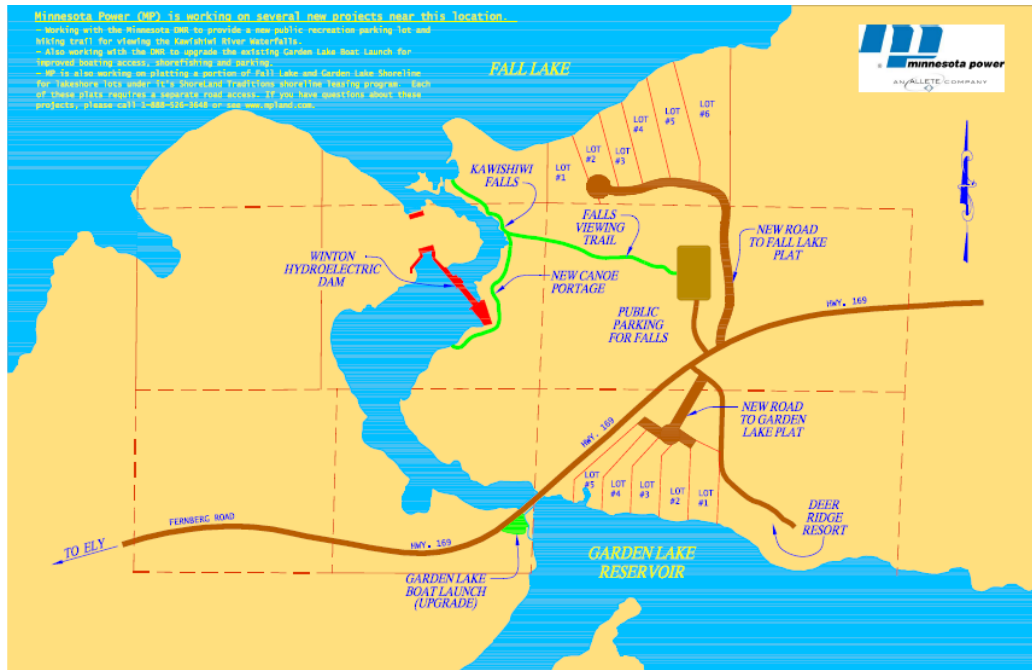 Minnesota Power (MP) is working on several new projects near this location.
– Working with the Minnesota DNR to provide a new public recreation parking lot and
hiking trail for viewing the Kawishiwi River Waterfalls.
– Also working with the DNR to upgrade the existing Garden Lake Boat Launch for
improved boating access, shorefishing and parking.
– MP is also working on platting a portion of Fall Lake and Garden Lake Shoreline
for lakeshore lots under it's ShoreLand Traditions shoreline leasing program. Each
of these plats requires a separate road access. If you have questions about these
projects, please call 1-888-526-3648 or see www.mpland.com.
minnesota power
AN ALLETE COMPANY
FALL LAKE
LOT
#6
LOT
#5
LOT
#4
LOT
#3
LOT
#2
LOT
#1
KAWISHIWI
FALLS
FALLS
VIEWING
TRAIL
NEW ROAD
TO FALL LAKE
PLAT
WINTON
HYDROELECTRIC
DAM
NEW CANOE
PORTAGE
PUBLIC
PARKING
FOR FALLS
HWY. 169
NEW ROAD
TO GARDEN
LAKE PLAT
HWY. 169
LOT
#5
LOT
#4
LOT
#3
LOT
#2
LOT
#1
DEER
RIDGE
RESORT
FERNBERG ROAD
TO ELY
HWY. 169
GARDEN LAKE
RESERVOIR
GARDEN LAKE
BOAT LAUNCH
(UPGRADE)